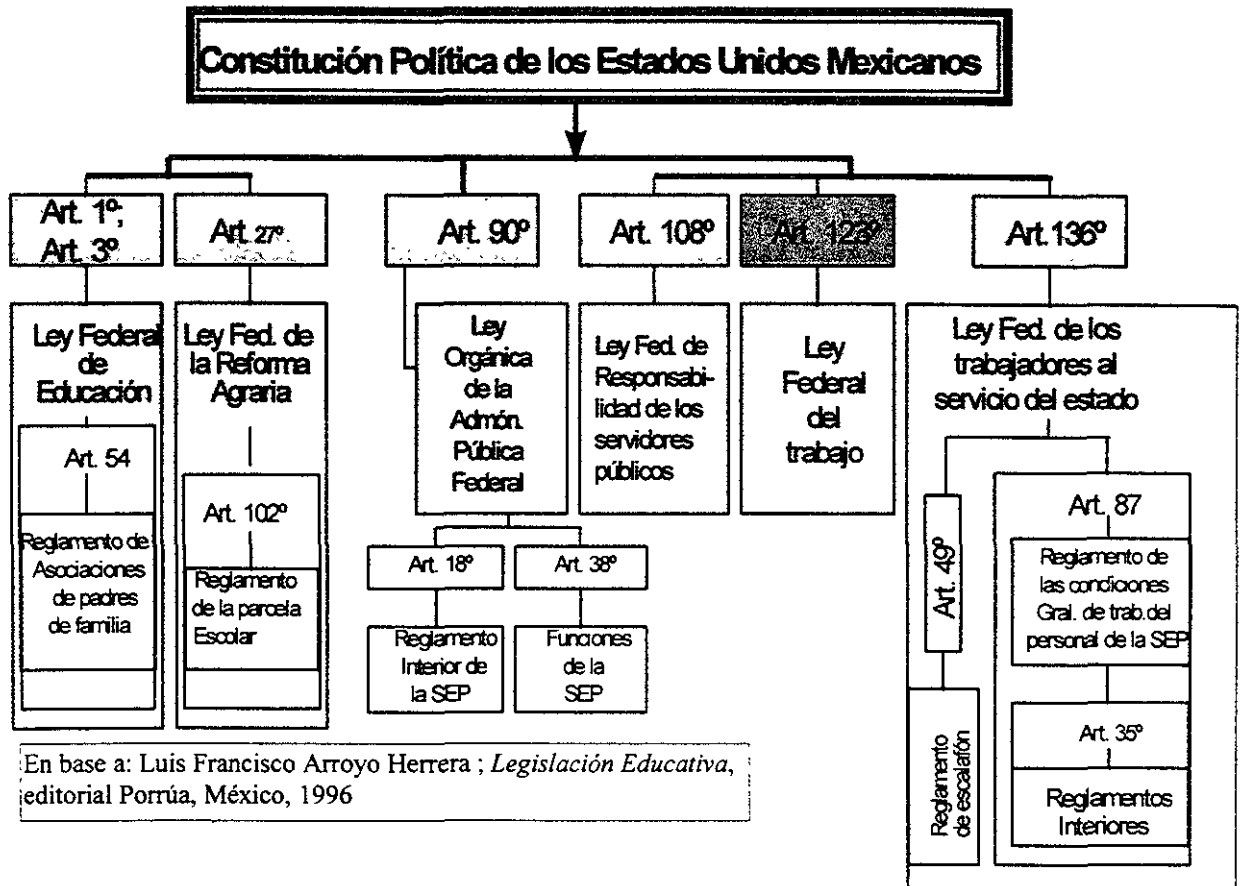 Constitución Política de los Estados Unidos Mexicanos
Art. 1º;
Art. 3º
Art. 27º
Art. 90º
Art. 108º
Art. 123º
Art. 136º
Ley Federal
de
Educación
Art. 54
Reglamento de
Asociaciones
de padres
de familia
Ley Fed. de
la Reforma
Agraria
Art. 102º
Reglamento
de la parcela
Escolar
Ley
Orgánica
de la
Admón.
Pública
Federal
Art. 18º
Reglamento
Interior de
la SEP
Art. 38º
Funciones
de la
SEP
Ley Fed. de
Responsabi-
lidad de los
servidores
públicos
Ley
Federal
del
trabajo
Ley Fed. de los
trabajadores al
servicio del estado
Art. 49º
Reglamento
de escalafón
Art. 87
Reglamento de
las condiciones
Gral. de trab.del
personal de la SEP
Art. 35º
Reglamentos
Interiores
En base a: Luis Francisco Arroyo Herrera ; Legislación Educativa,
editorial Porrúa, México, 1996